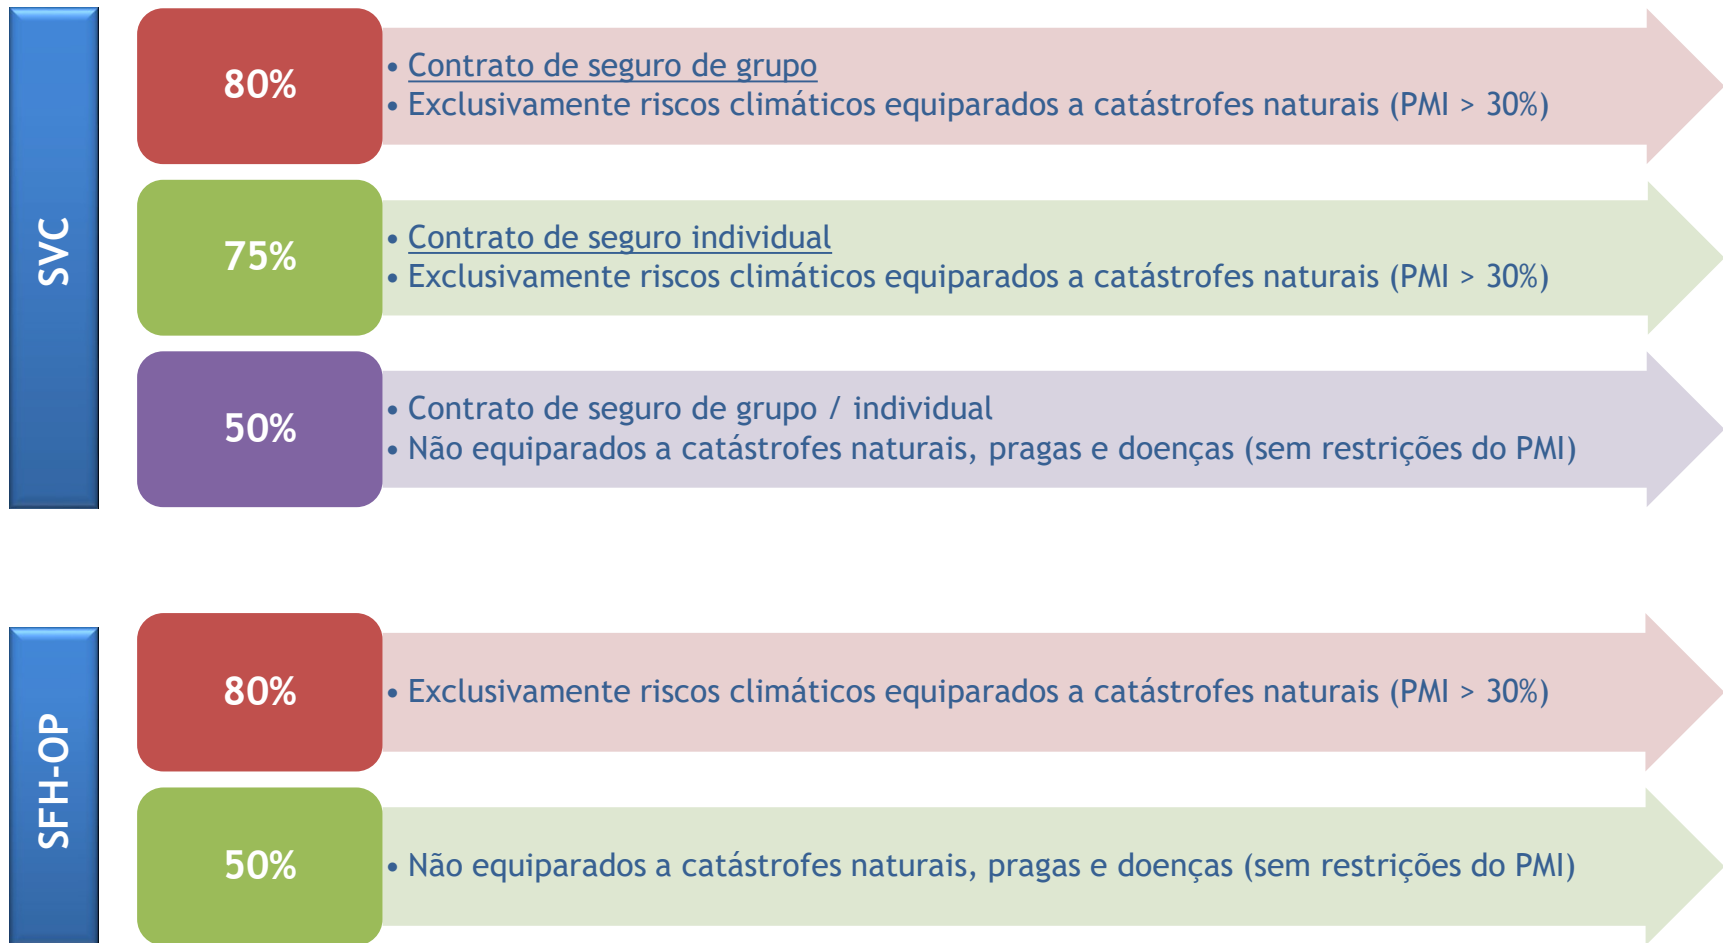 SVC
80%
• Contrato de seguro de grupo
• Exclusivamente riscos climáticos equiparados a catástrofes naturais (PMI > 30%)
75%
• Contrato de seguro individual
• Exclusivamente riscos climáticos equiparados a catástrofes naturais (PMI > 30%)
50%
• Contrato de seguro de grupo / individual
• Não equiparados a catástrofes naturais, pragas e doenças (sem restrições do PMI)
SFH-OP
80%
• Exclusivamente riscos climáticos equiparados a catástrofes naturais (PMI > 30%)
50%
• Não equiparados a catástrofes naturais, pragas e doenças (sem restrições do PMI)